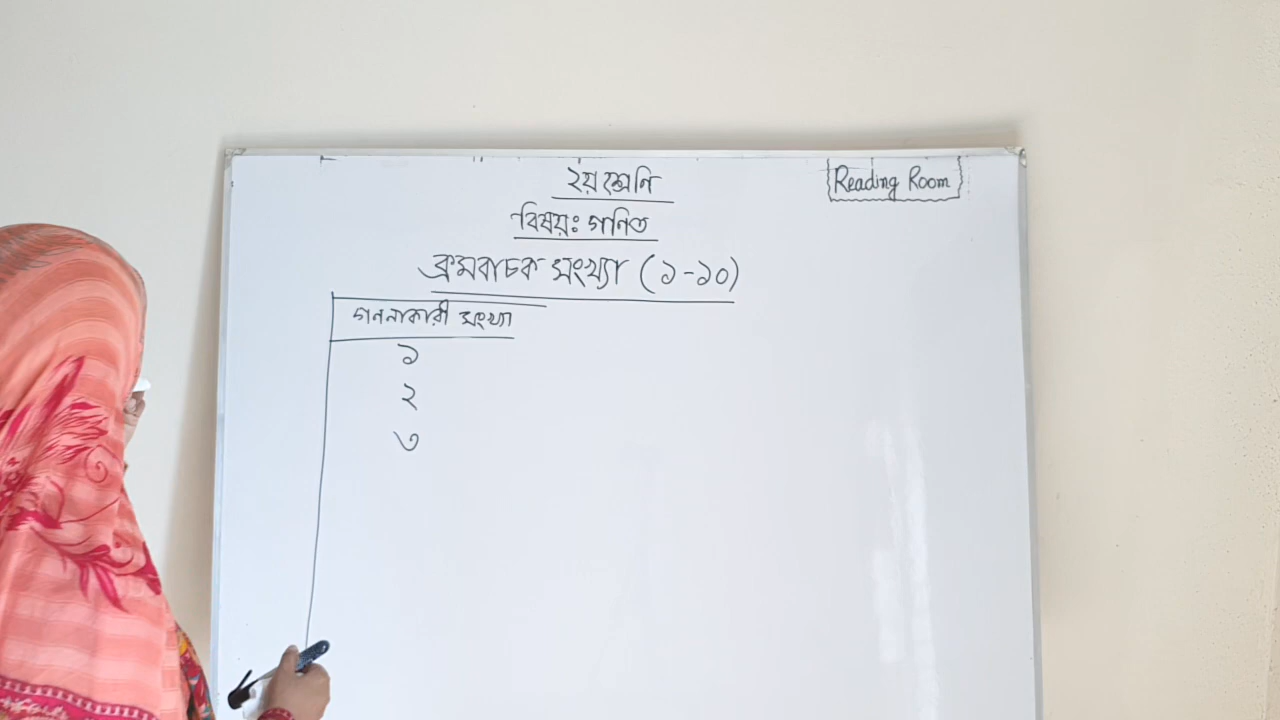 ২য় শ্রেণি
Reading Room
বিষয়ঃ গনিত
ক্রমবাচক সংখ্যা (১-১০)
গননাকারী সংখ্যা
১
২
৩